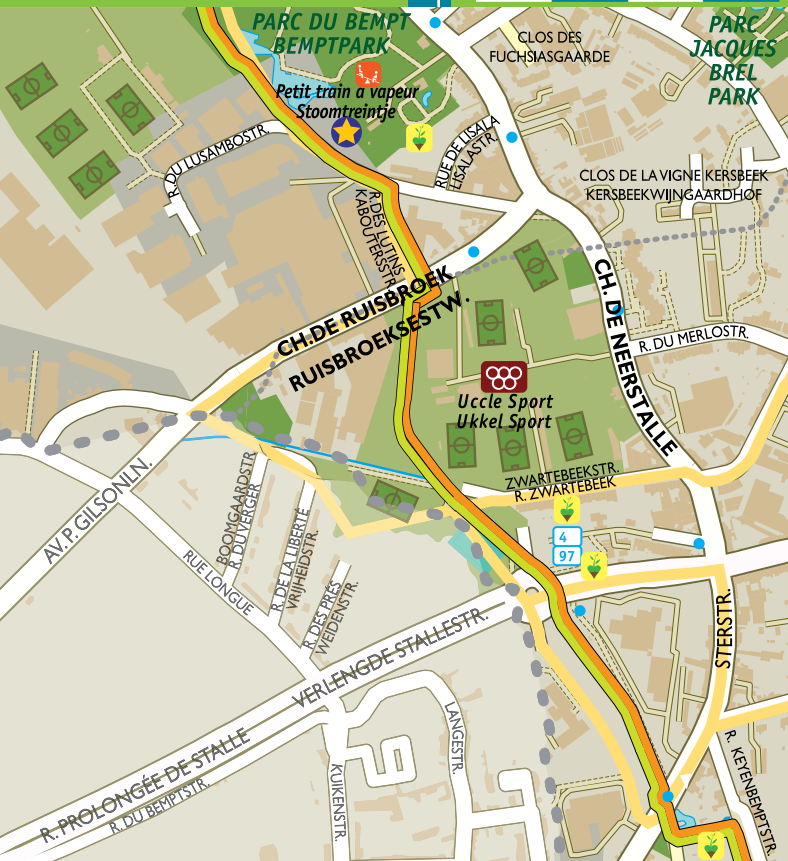 PARC DU BEMPT
BEMPTPARK
CLOS DES
FUCHSIASGAARDE
PARC
JACQUES
BREL
PARK
Petit train à vapeur
Stoomtreintje
R. DU LUSAMBOSTR.
RUE DE LISALA
LISALASTR.
CLOS DE LA VIGNE KERSBEEK
KERSBEEKWIJNGAARDHOF
R.DES LUTINS
KABOUTERSSTR.
CH.DE RUISBROEK
RUISBROEKSESTW.
CH. DE NEERSTALLE
R. DU MERLOSTR.
Uccle Sport
Ukkel Sport
ZWARTEBEEKSTR.
R. ZWARTEBEEK
AV. P. GILSONLN.
BOOMGAARDSTR.
R. DU VERGER
R. DE LA LIBERTÉ
VRIJHEIDSTR.
R. DES PRÉS
WEIDENSTR.
RUE LONGUE
4
97
STERSTR.
VERLENGDE STALLESTR.
R. PROLONGÉE DE STALLE
R. DU BEMPTSTR.
LANGESTR.
KUIKENSTR.
R. KEYENBEMPTSTR.